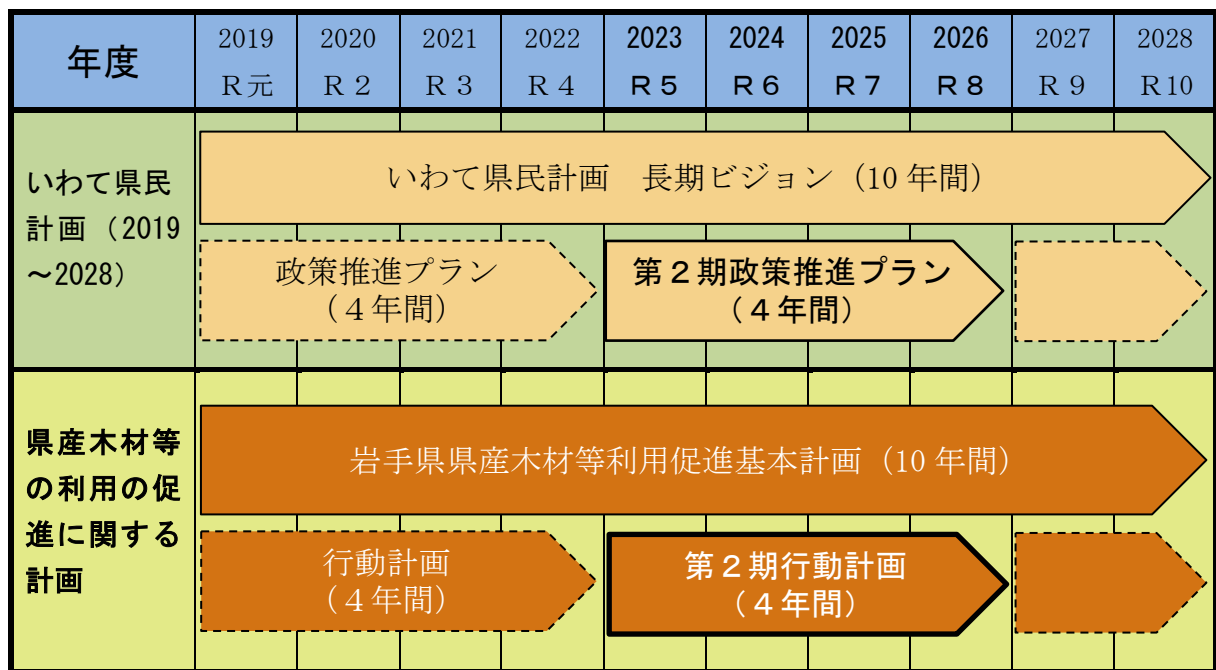 年度
2019 2020 2021 2022 2023 2024 2025 2026 2027 2028
R元 R２ R３ R４ R５ R６ R７ R８ R９ R10
いわて県民
計画（2019
～2028）
いわて県民計画　長期ビジョン（10年間）
政策推進プラン
（４年間）
第２期政策推進プラン
（４年間）
県産木材等
の利用の促
進に関する
計画
岩手県県産木材等利用促進基本計画（10年間）
行動計画
（４年間）
第２期行動計画
（４年間）